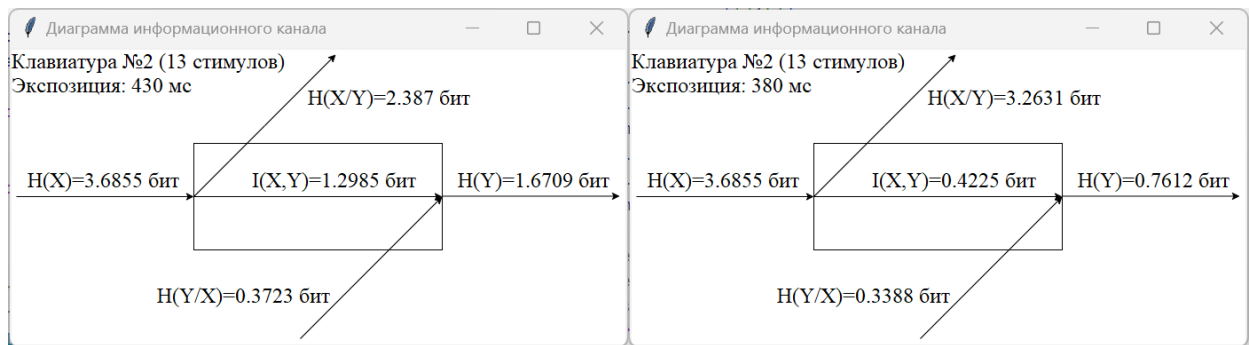 Диаграмма информационного канала
Клавиатура №2 (13 стимулов)
Экспозиция: 430 мс
H(X/Y)=2.387 бит
H(X)=3.6855 бит
I(X,Y)=1.2985 бит
H(Y)=1.6709 бит
H(Y/X)=0.3723 бит
Диаграмма информационного канала
Клавиатура №2 (13 стимулов)
Экспозиция: 380 мс
H(X/Y)=3.2631 бит
H(X)=3.6855 бит
I(X,Y)=0.4225 бит
H(Y)=0.7612 бит
H(Y/X)=0.3388 бит